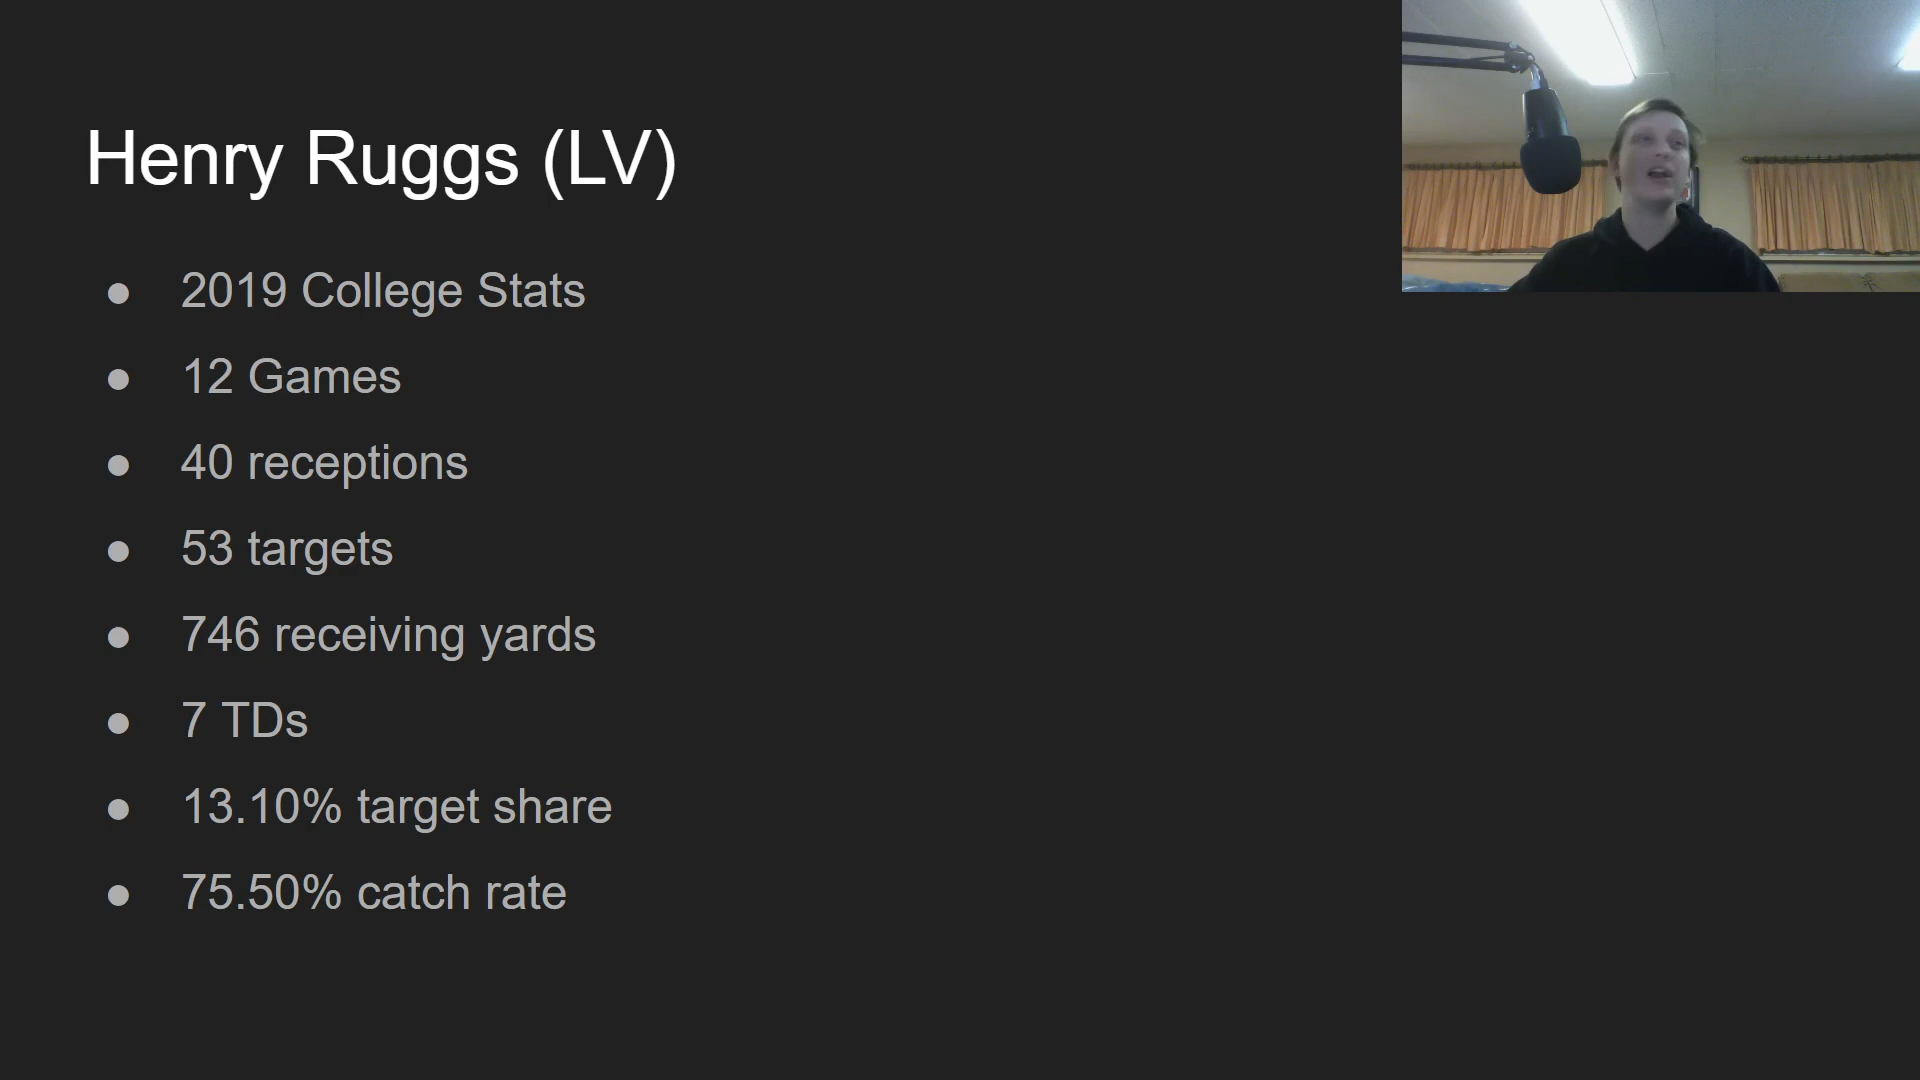 Henry Ruggs (LV)
● 2019 College Stats
● 12 Games
● 40 receptions
● 53 targets
● 746 receiving yards
● 7 TDs
● 13.10% target share
● 75.50% catch rate